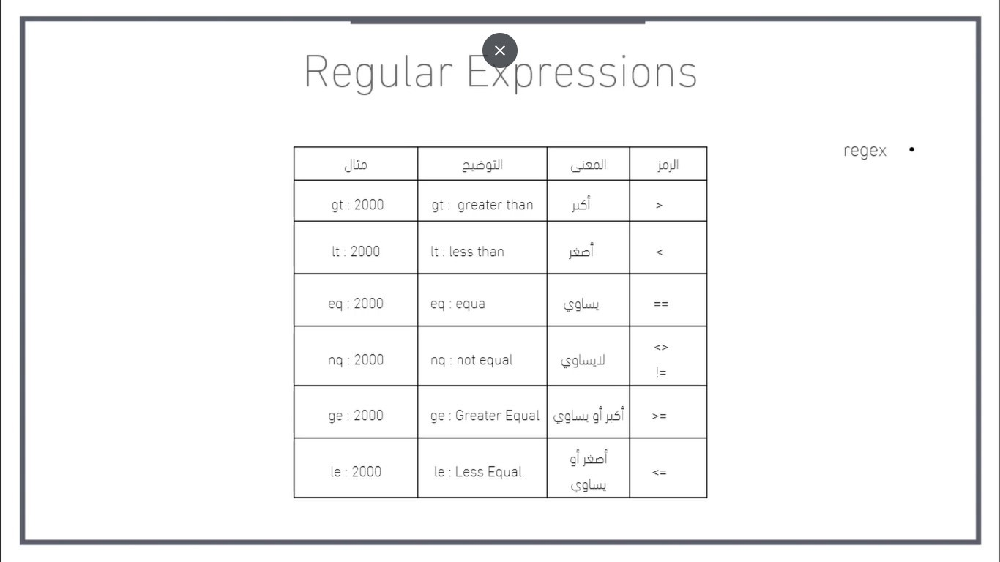 Regular Expressions
• regex
الرمز المعنى التوضيح مثال
> أكبر gt : greater than gt : 2000
< أصغر lt : less than lt : 2000
== يساوي eq : equa eq : 2000
<>
!= لايساوي nq : not equal nq : 2000
>= أكبر أو يساوي ge : Greater Equal ge : 2000
<= أصغر أو
يساوي le : Less Equal. le : 2000